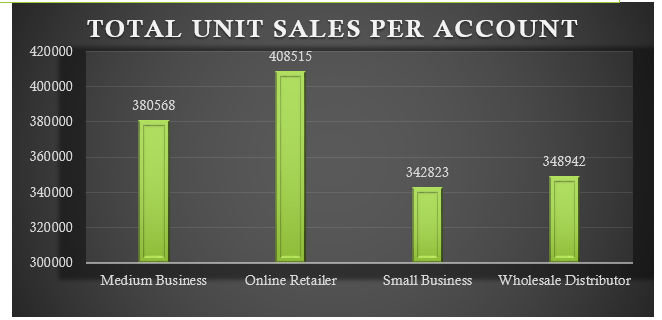 TOTAL UNIT SALES PER ACCOUNT
420000
400000
380000
360000
340000
320000
300000
380568
408515
342823
348942
Medium Business
Online Retailer
Small Business
Wholesale Distributor